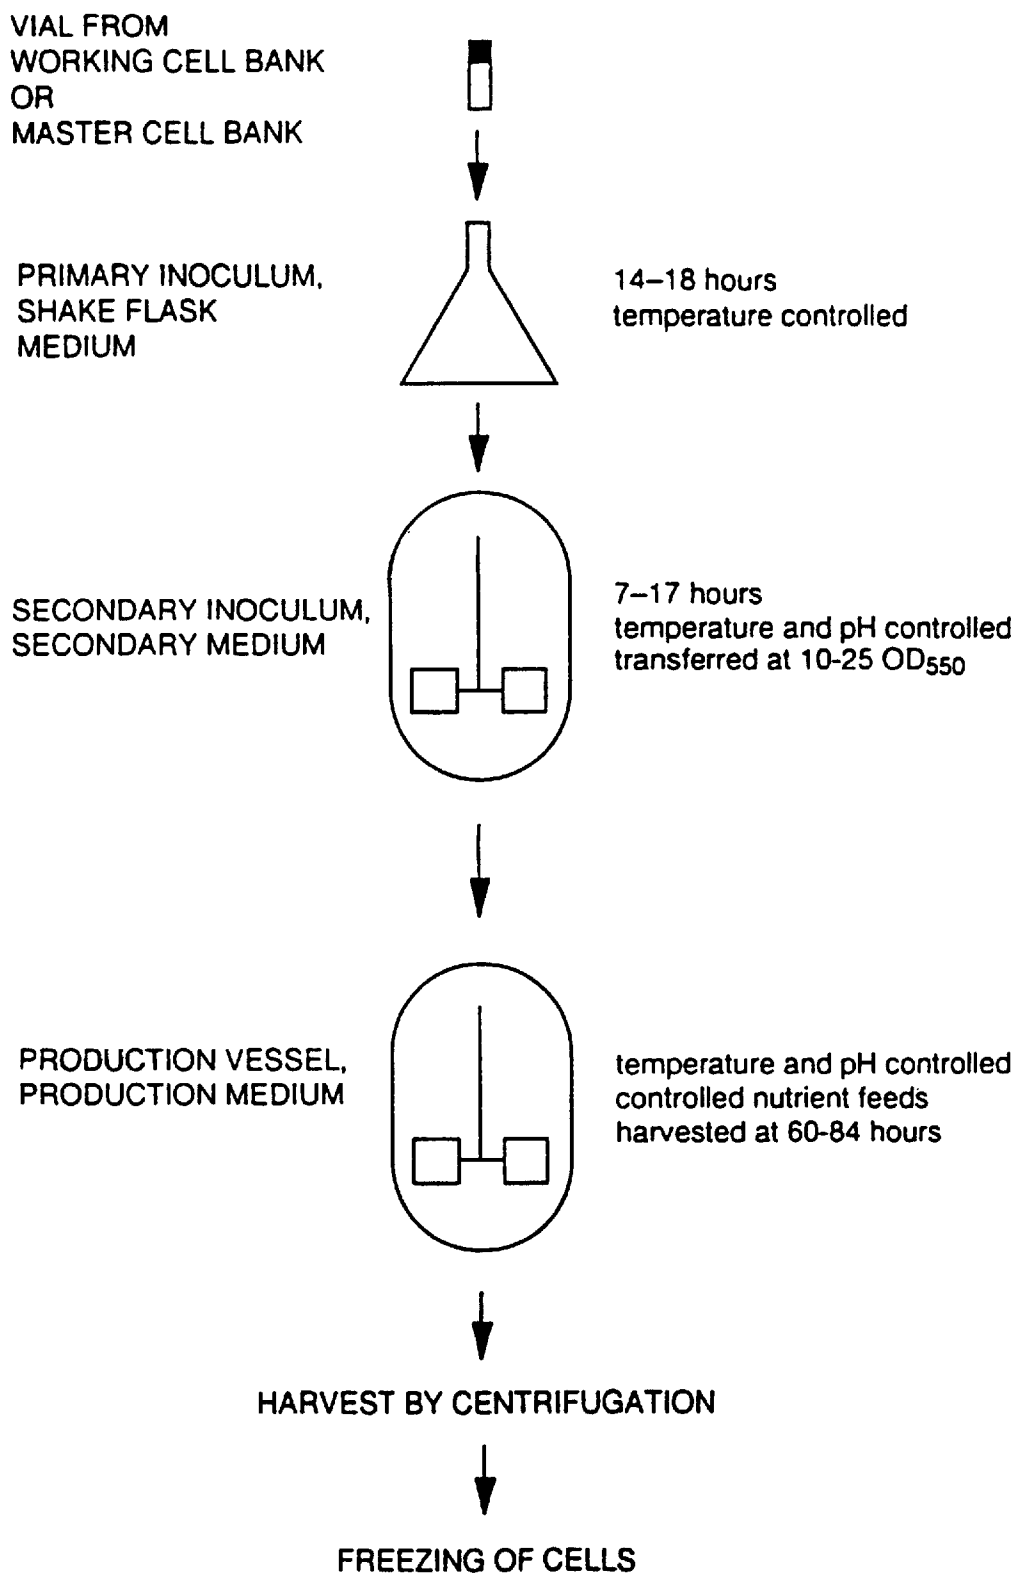 VIAL FROM
WORKING CELL BANK
OR
MASTER CELL BANK
PRIMARY INOCULUM,
SHAKE FLASK
MEDIUM
14–18 hours
temperature controlled
SECONDARY INOCULUM,
SECONDARY MEDIUM
7–17 hours
temperature and pH controlled
transferred at 10-25 OD550
PRODUCTION VESSEL,
PRODUCTION MEDIUM
temperature and pH controlled
controlled nutrient feeds
harvested at 60-84 hours
HARVEST BY CENTRIFUGATION
FREEZING OF CELLS